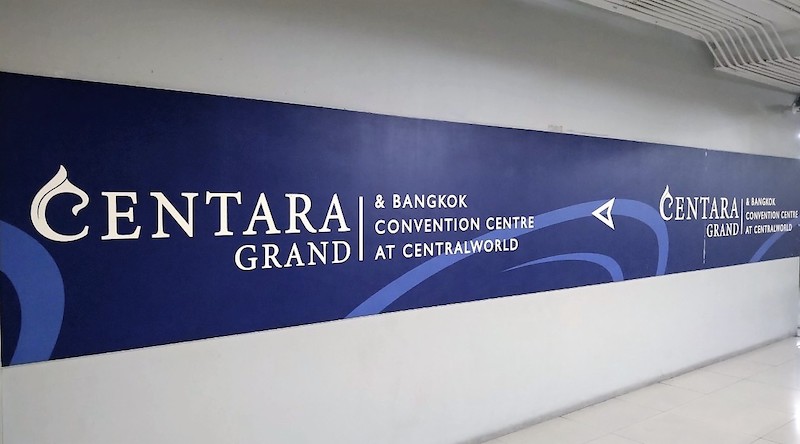 CENTARA
GRAND
& BANGKOK
CONVENTION CENTRE
AT CENTRALWORLD
CENTARA
GRAND
& BANGKOK
CONVENTION CENTRE
AT CENTRALWORLD